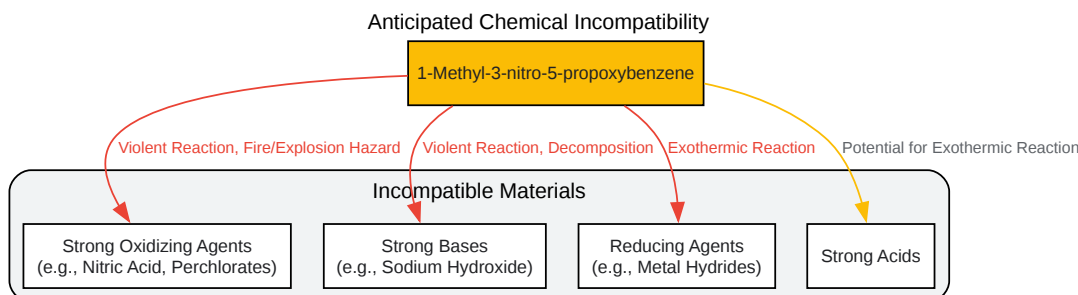 Anticipated Chemical Incompatibility
1-Methyl-3-nitro-5-propoxybenzene
Violent Reaction, Fire/Explosion Hazard
Violent Reaction, Decomposition
Exothermic Reaction
Potential for Exothermic Reaction
Incompatible Materials
Strong Oxidizing Agents
(e.g., Nitric Acid, Perchlorates)
Strong Bases
(e.g., Sodium Hydroxide)
Reducing Agents
(e.g., Metal Hydrides)
Strong Acids